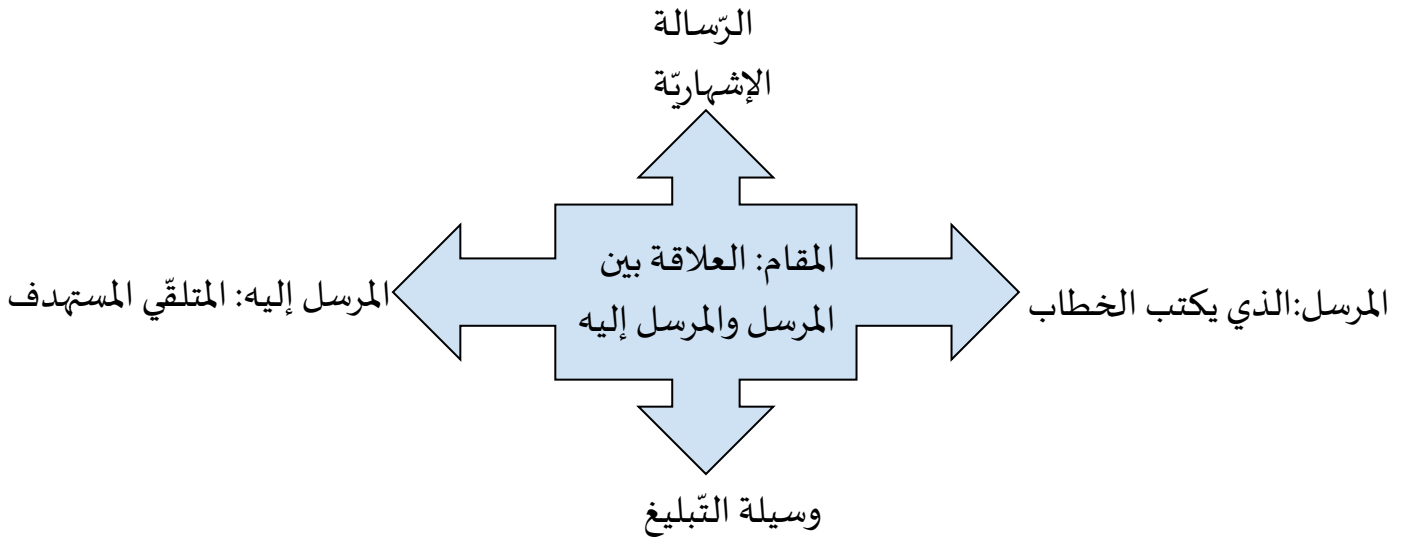 الرّسالة
الإشهاريّة
المقام: العلاقة بين
المرسل والمرسل إليه
المرسل:الذي يكتب الخطاب
المرسل إليه: المتلقّي المستهدف
وسيلة التّبليغ